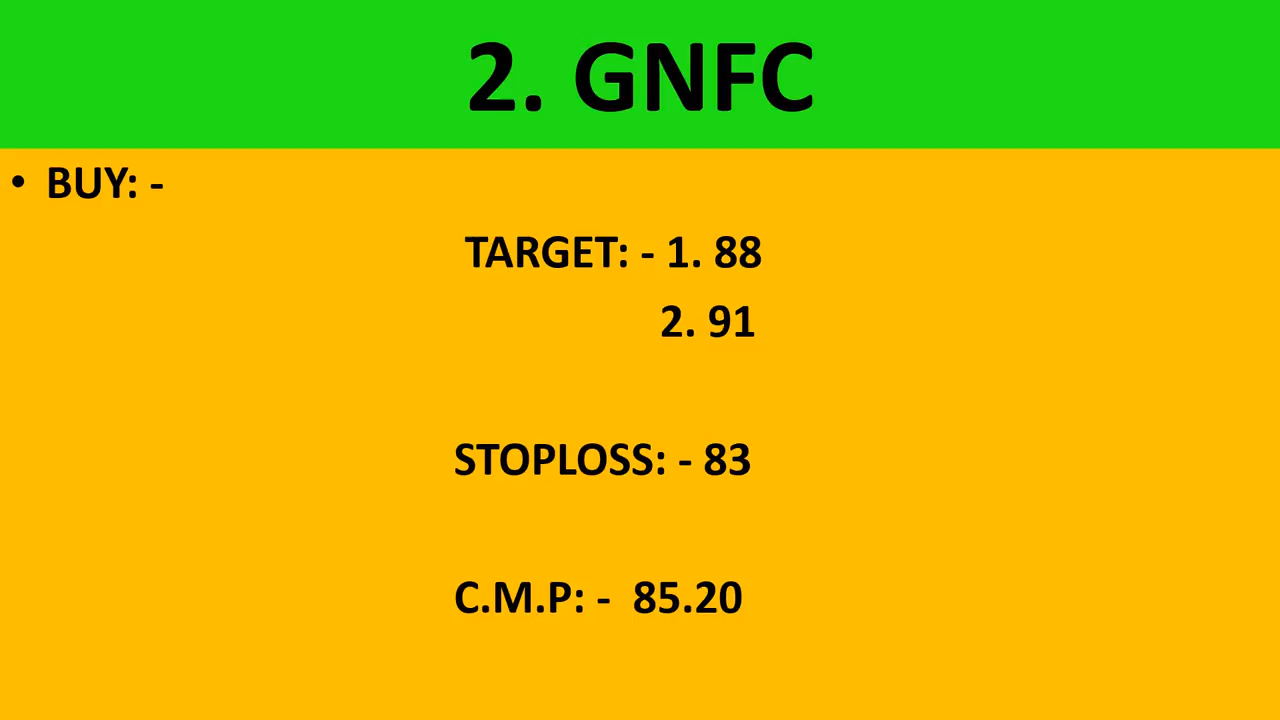 2. GNFC
• BUY: -
TARGET: - 1. 88
2. 91
STOPLOSS: - 83
C.M.P: - 85.20